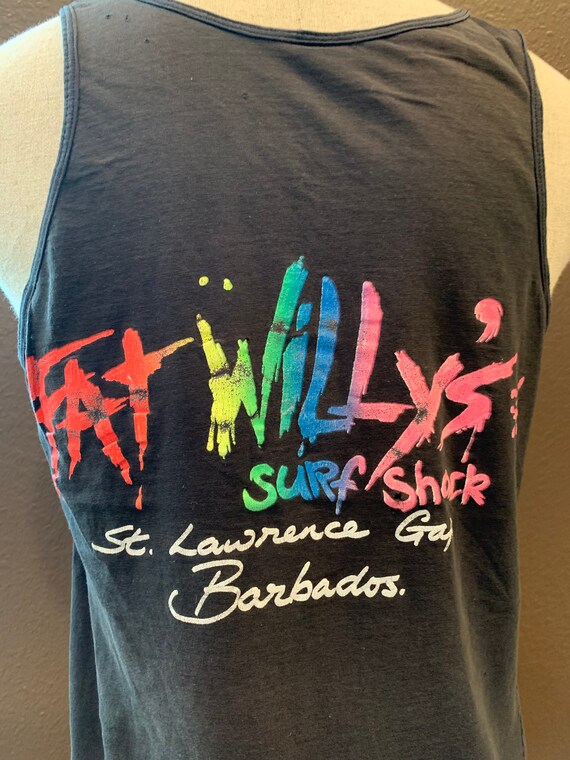 FAT WiLLy's
surf shack
St. Lawrence Gap
Barbados.